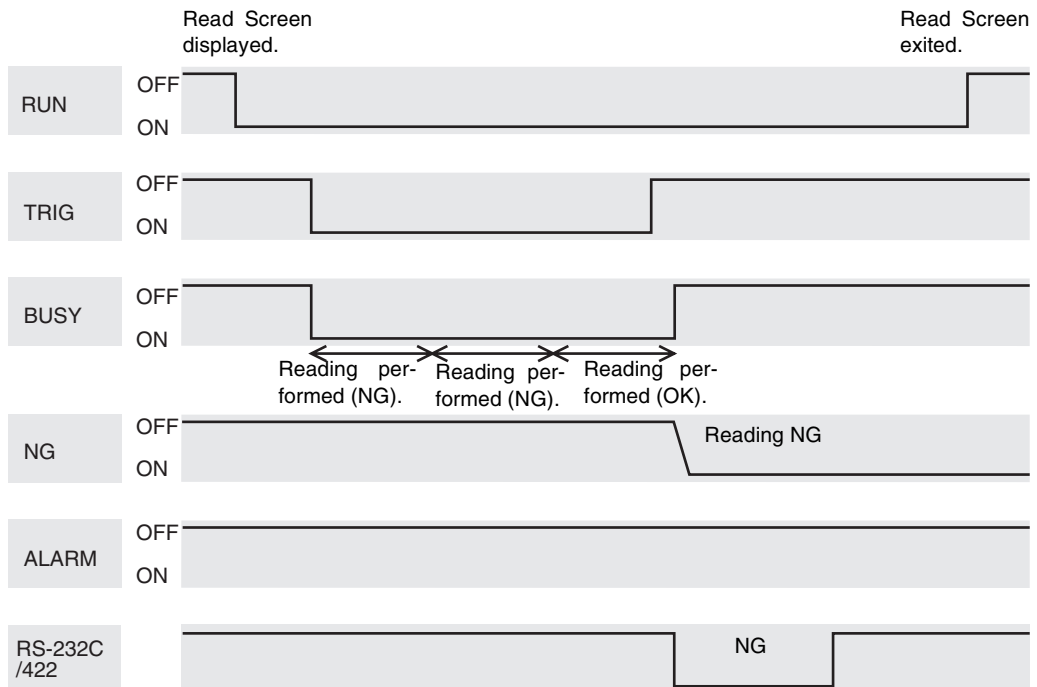 Read Screen
displayed.
Read Screen
exited.
RUN
OFF
ON
TRIG
OFF
ON
BUSY
OFF
ON
Reading per-
formed (NG).
Reading per-
formed (NG).
Reading per-
formed (OK).
NG
OFF
ON
Reading NG
ALARM
OFF
ON
RS-232C
/422
NG